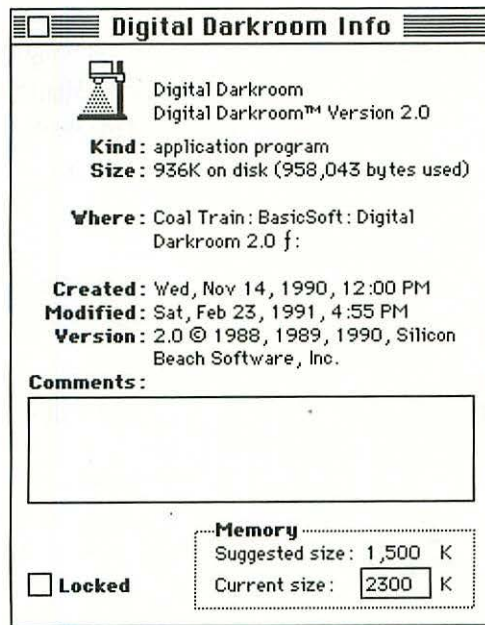 Digital Darkroom Info
Digital Darkroom
Digital Darkroom™ Version 2.0
Kind: application program
Size: 936K on disk (958,043 bytes used)
Where: Coal Train: BasicSoft: Digital
Darkroom 2.0 ƒ:
Created: Wed, Nov 14, 1990, 12:00 PM
Modified: Sat, Feb 23, 1991, 4:55 PM
Version: 2.0 © 1988, 1989, 1990, Silicon
Beach Software, Inc.
Comments:
Memory
Suggested size: 1,500 K
Locked
Current size: 2300 K